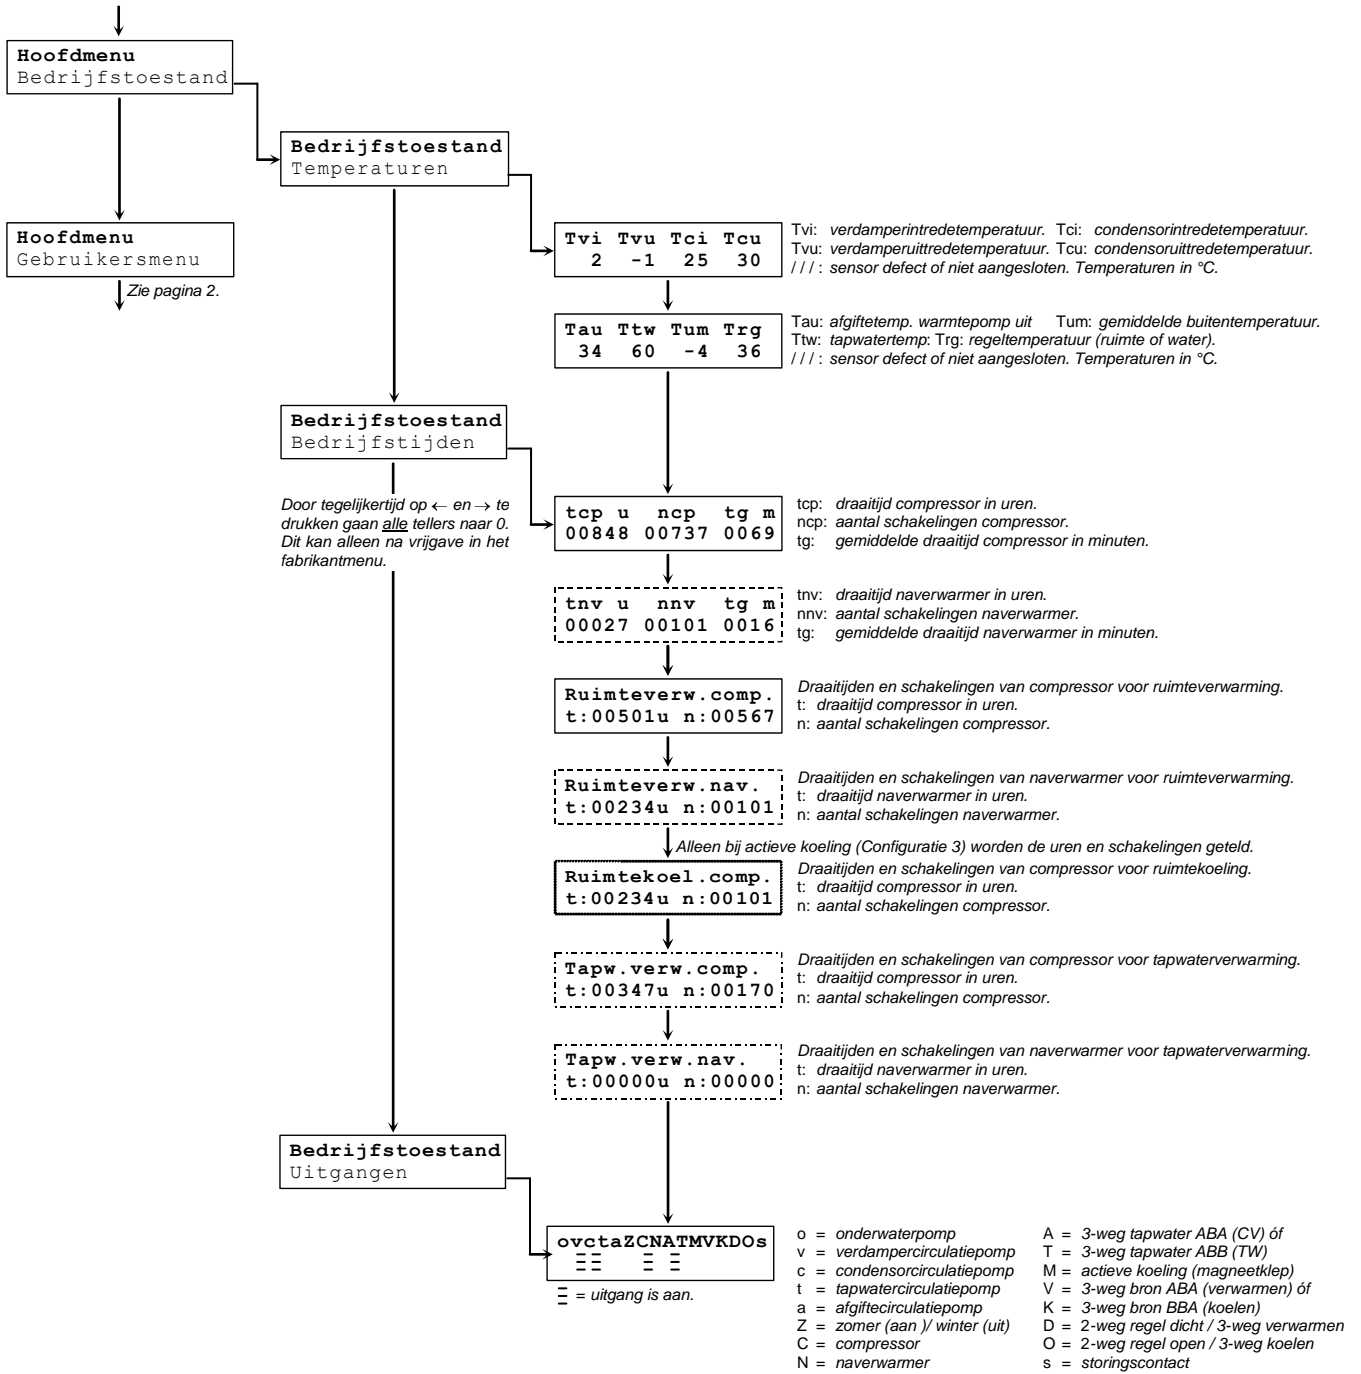 Hoofdmenu
Bedrijfstoestand
Bedrijfstoestand
Temperaturen
Hoofdmenu
Gebruikersmenu
Zie pagina 2.
Tvi Tvu Tci Tcu
2 -1 25 30
Tvi: verdamperintredetemperatuur. Tci: condensorintredetemperatuur.
Tvu: verdamperuittredetemperatuur. Tcu: condensoruittredetemperatuur.
/ / / : sensor defect of niet aangesloten. Temperaturen in °C.
Tau Ttw Tum Trg
34 60 -4 36
Tau: afgiftetemp. warmtepomp uit Tum: gemiddelde buitentemperatuur.
Ttw: tapwatertemp: Trg: regeltemperatuur (ruimte of water).
/ / / : sensor defect of niet aangesloten. Temperaturen in °C.
Bedrijfstoestand
Bedrijfstijden
Door tegelijkertijd op ← en → te
drukken gaan alle tellers naar 0.
Dit kan alleen na vrijgave in het
fabrikantmenu.
tcp u ncp tg m
00848 00737 0069
tcp: draaitijd compressor in uren.
ncp: aantal schakelingen compressor.
tg: gemiddelde draaitijd compressor in minuten.
tnv u nnv tg m
00027 00101 0016
tnv: draaitijd naverwarmer in uren.
nnv: aantal schakelingen naverwarmer.
tg: gemiddelde draaitijd naverwarmer in minuten.
Ruimteverw.comp.
t:00501u n:00567
Draaitijden en schakelingen van compressor voor ruimteverwarming.
t: draaitijd compressor in uren.
n: aantal schakelingen compressor.
Ruimteverw.nav.
t:00234u n:00101
Draaitijden en schakelingen van naverwarmer voor ruimteverwarming.
t: draaitijd naverwarmer in uren.
n: aantal schakelingen naverwarmer.
Alleen bij actieve koeling (Configuratie 3) worden de uren en schakelingen geteld.
Ruimtekoel.comp.
t:00234u n:00101
Draaitijden en schakelingen van compressor voor ruimtekoeling.
t: draaitijd compressor in uren.
n: aantal schakelingen compressor.
Tapw.verw.comp.
t:00347u n:00170
Draaitijden en schakelingen van compressor voor tapwaterverwarming.
t: draaitijd compressor in uren.
n: aantal schakelingen compressor.
Tapw.verw.nav.
t:00000u n:00000
Draaitijden en schakelingen van naverwarmer voor tapwaterverwarming.
t: draaitijd naverwarmer in uren.
n: aantal schakelingen naverwarmer.
Bedrijfstoestand
Uitgangen
ovctaZCNATMVKDOs
= uitgang is aan.
o = onderwaterpomp
v = verdampercirculatiepomp
c = condensorcirculatiepomp
t = tapwatercirculatiepomp
a = afgiftecirculatiepomp
Z = zomer (aan )/ winter (uit)
C = compressor
N = naverwarmer
A = 3-weg tapwater ABA (CV) óf
T = 3-weg tapwater ABB (TW)
M = actieve koeling (magneetklep)
V = 3-weg bron ABA (verwarmen) óf
K = 3-weg bron BBA (koelen)
D = 2-weg regel dicht / 3-weg verwarmen
O = 2-weg regel open / 3-weg koelen
s = storingscontact